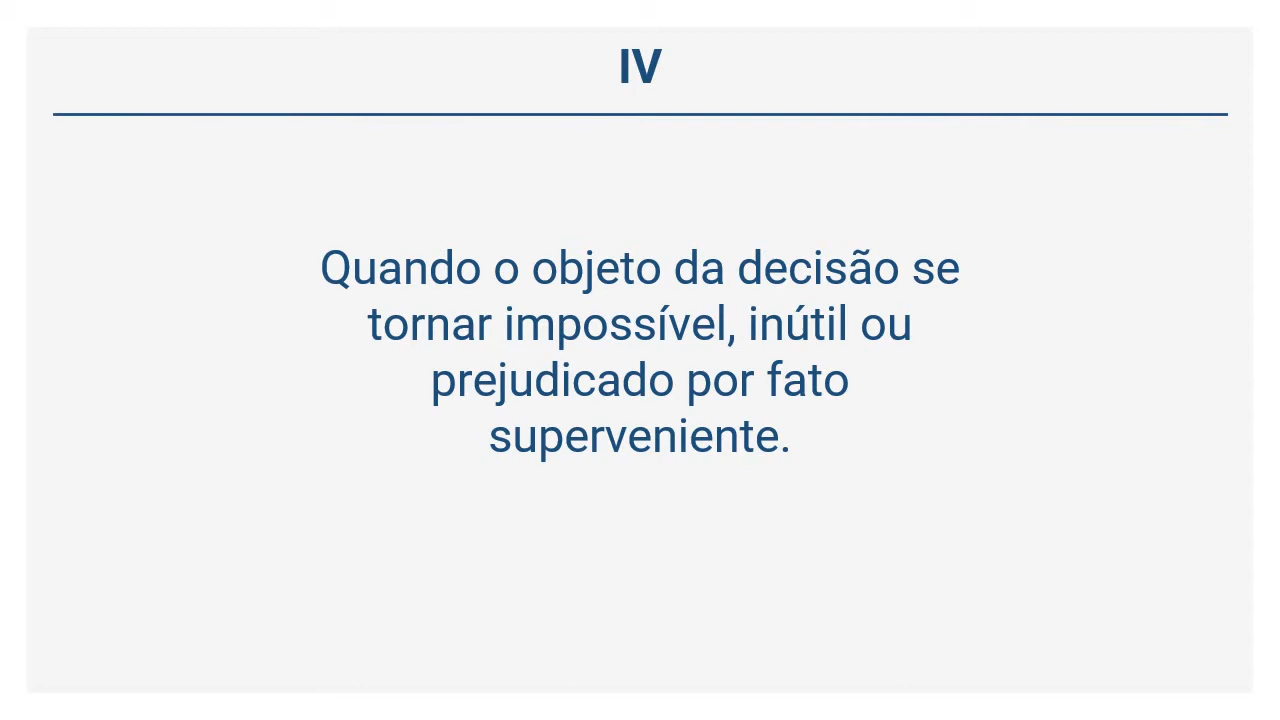 IV
Quando o objeto da decisão se
tornar impossível, inútil ou
prejudicado por fato
superveniente.